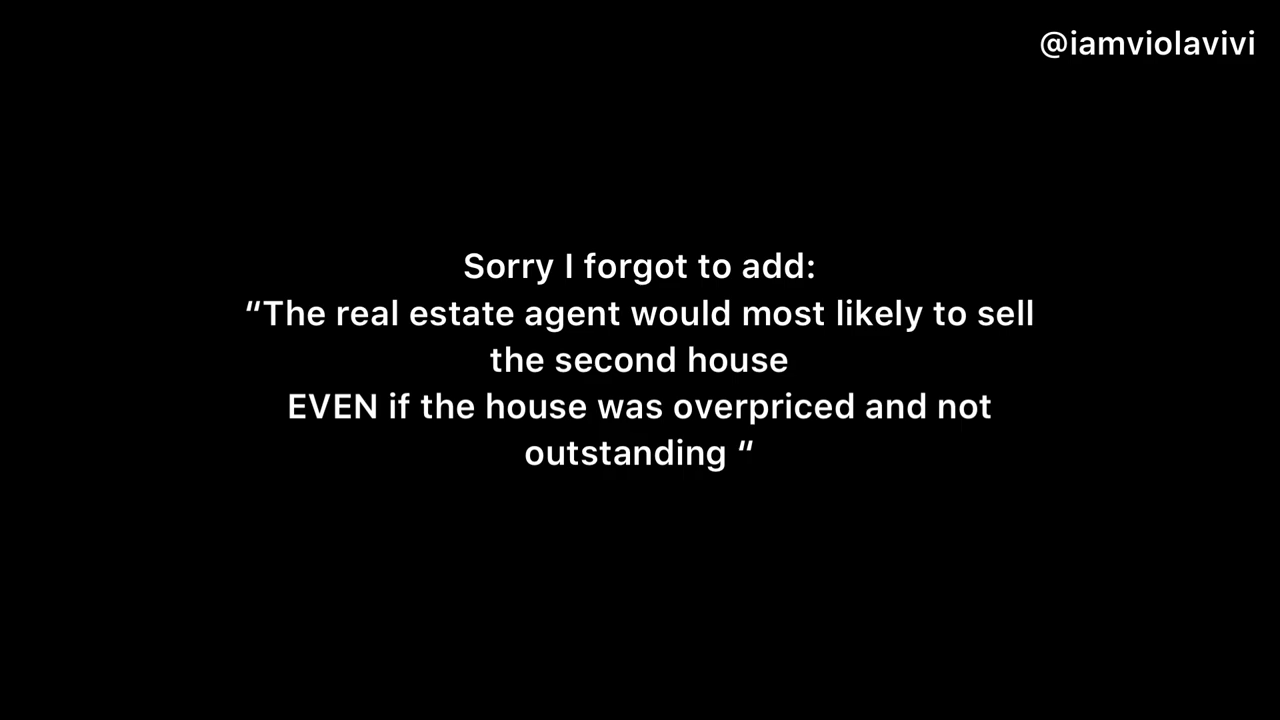 @iamviolavivi
Sorry I forgot to add:
“The real estate agent would most likely to sell
the second house
EVEN if the house was overpriced and not
outstanding “